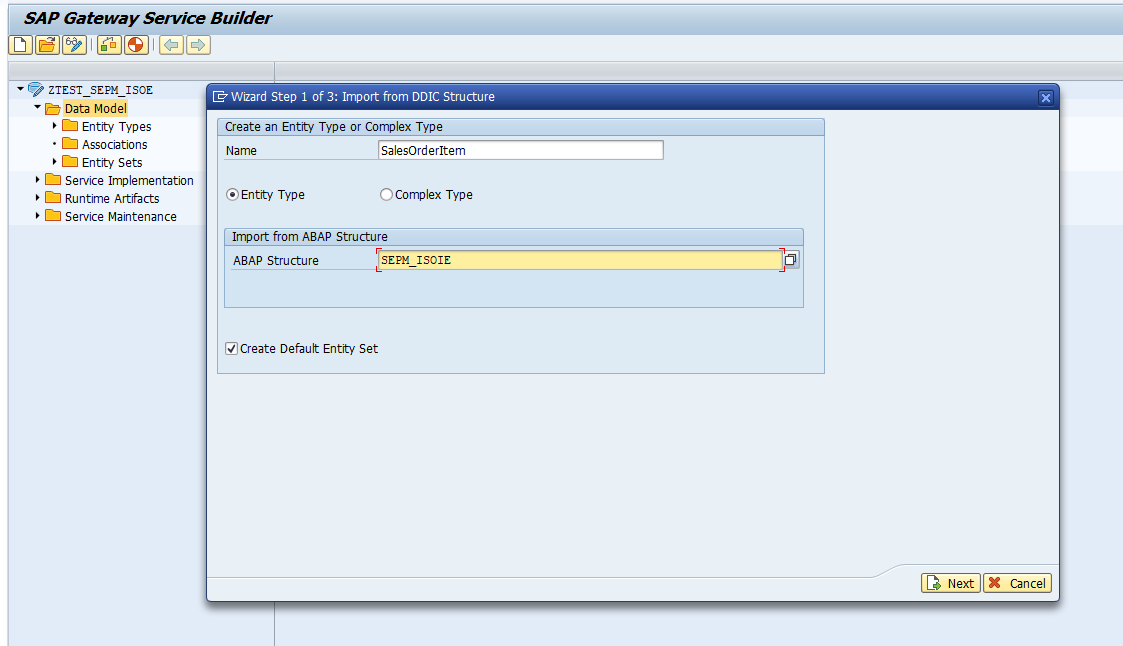 SAP Gateway Service Builder
ZTEST_SEPM_ISOE
Data Model
Entity Types
Associations
Entity Sets
Service Implementation
Runtime Artifacts
Service Maintenance
Wizard Step 1 of 3: Import from DDIC Structure
Create an Entity Type or Complex Type
Name SalesOrderItem
Entity Type Complex Type
Import from ABAP Structure
ABAP Structure SEPM_ISOIE
Create Default Entity Set
Next Cancel